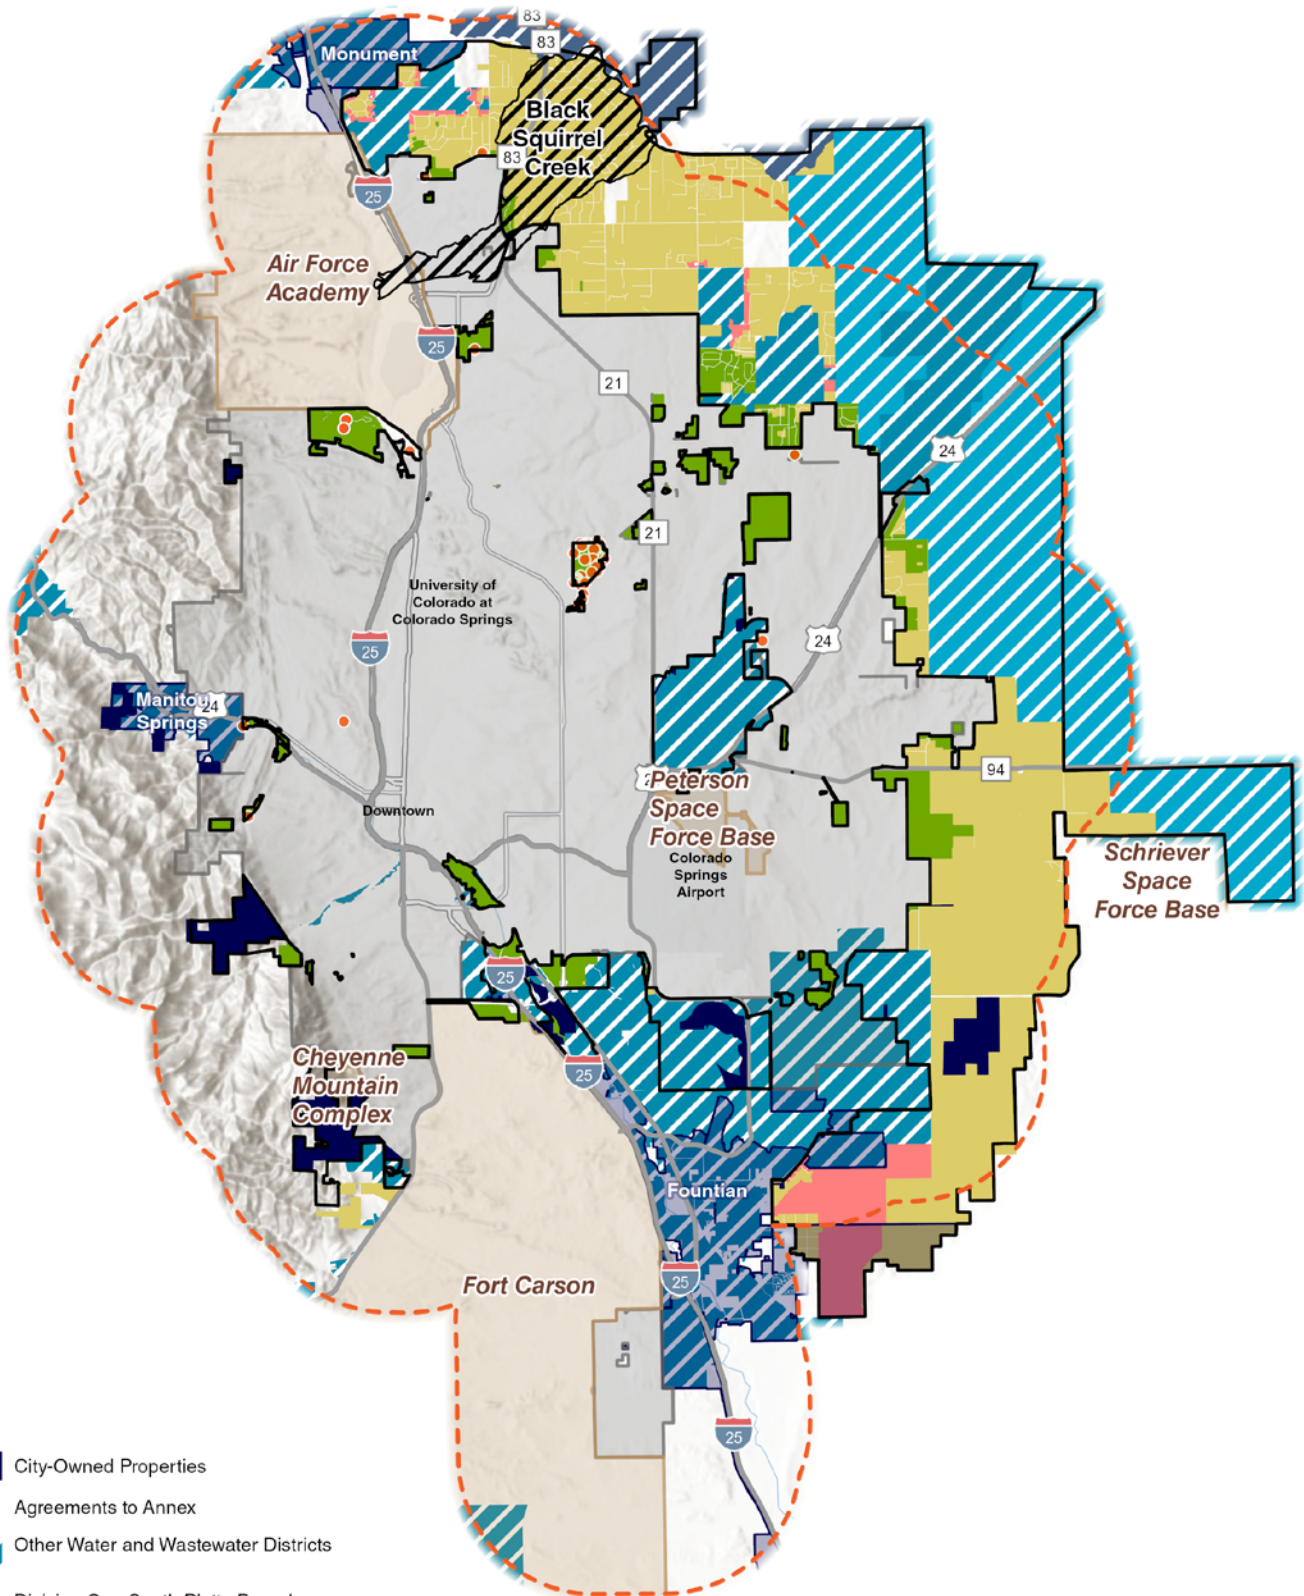 83
83
Monument
Black
Squirrel
Creek
83
25
Air Force
Academy
25
21
24
21
University of
Colorado at
Colorado Springs
25
24
Manitou
Springs
24
94
Peterson
Space
Force Base
Downtown
Colorado
Springs
Airport
Schriever
Space
Force Base
25
Cheyenne
Mountain
Complex
25
Fountian
Fort Carson
25
25
City-Owned Properties
Agreements to Annex
Other Water and Wastewater Districts